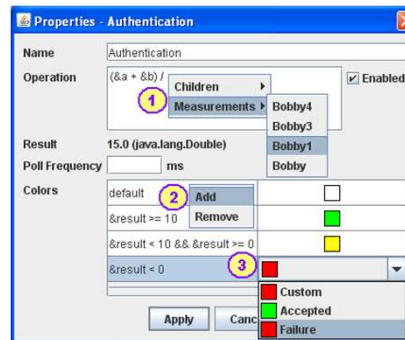 Properties - Authentication
Name
Authentication
Operation
(&a + &b) /
Enabled
1
Children
Measurements
Bobby4
Bobby3
Bobby1
Bobby
Result
15.0 (java.lang.Double)
Poll Frequency
ms
Colors
default
2
Add
Remove
&result >= 10
&result < 10 && &result >= 0
&result < 0
3
Custom
Accepted
Failure
Apply
Canc